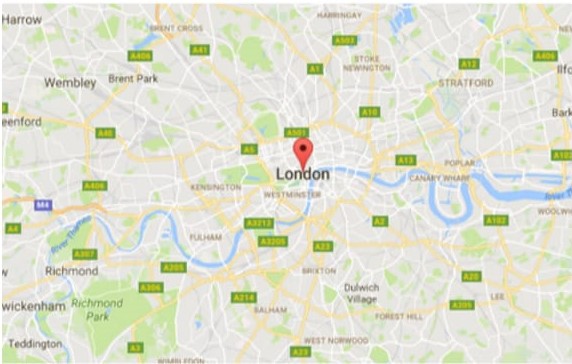 Harrow
BRENT CROSS
HARRINGAY
A406
A41
A503
STOKE
NEWINGTON
A1
A12
A406
Wembley
Brent Park
STRATFORD
A10
eenford
Bark
A40
A501
A5
A13
POPLAR
London
CANARY WHARF
KENSINGTON
WESTMINSTER
A406
M4
A4
River Thames
FULHAM
A3212
A3205
A23
A2
A102
WOOLWI
A307
Richmond
A205
BRIXTON
A20
A306
Dulwich
Village
A214
A205
LEE
wickenham
Richmond
Park
BALHAM
FOREST HILL
Teddington
A3
WEST NORWOOD
A23
WIMBLEDON